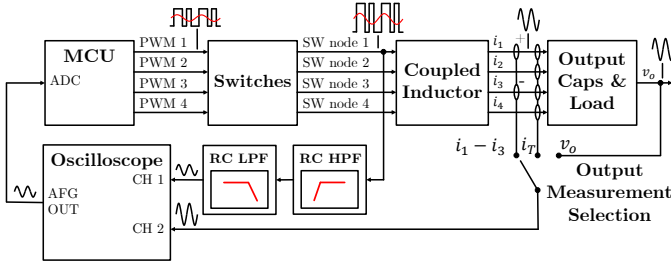 MCU
ADC
PWM 1
PWM 2
PWM 3
PWM 4
Switches
SW node 1
SW node 2
SW node 3
SW node 4
Coupled
Inductor
i₁
i₂
i₃
i₄
+
-
Output
Caps &
Load
vₒ
Oscilloscope
CH 1
AFG
OUT
CH 2
RC LPF
RC HPF
i₁ − i₃
i_T
vₒ
Output
Measurement
Selection